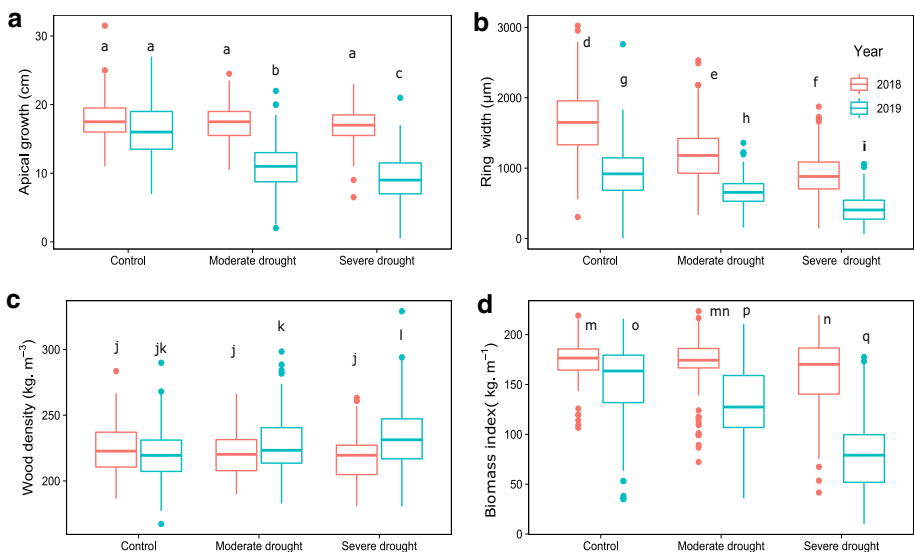 a
Apical growth (cm)
30
20
10
0
a a a b a c
Control Moderate drought Severe drought
b
Ring width (μm)
3000
2000
1000
0
d g e h f i
Year
2018
2019
Control Moderate drought Severe drought
c
Wood density (kg. m⁻³)
300
250
200
j jk j k j l
Control Moderate drought Severe drought
d
Biomass index( kg. m⁻¹)
200
150
100
50
0
m o mn p n q
Control Moderate drought Severe drought